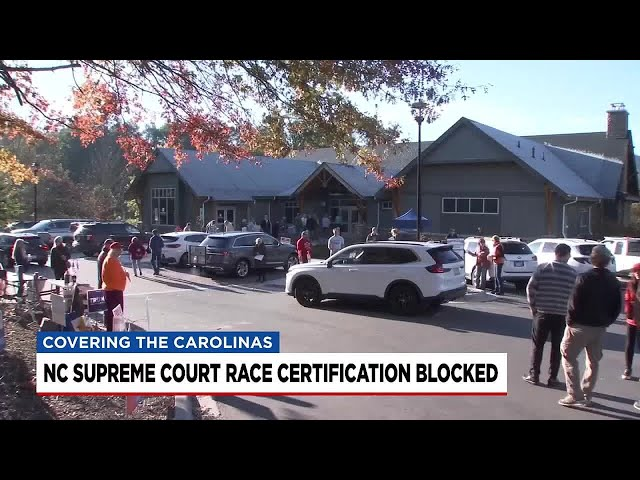 COVERING THE CAROLINAS
NC SUPREME COURT RACE CERTIFICATION BLOCKED